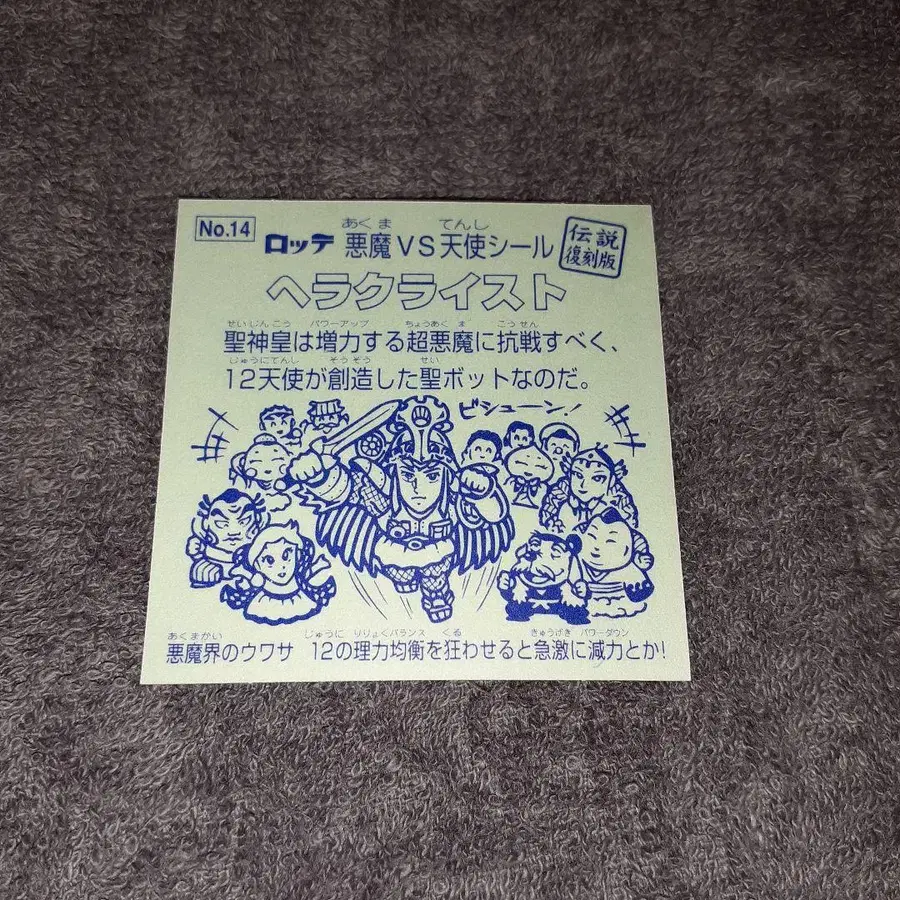 No.14
ロッテ 悪魔VS天使シール
あくま てんし
伝説
復刻版
ヘラクライスト
せいじんこう パワーアップ ちょうあくま こうせん
聖神皇は増力する超悪魔に抗戦すべく、
じゅうにてんし そうぞう せい
12天使が創造した聖ボットなのだ。
ビシューン!
あくまかい じゅうに りりょくバランス くる きゅうげき パワーダウン
悪魔界のウワサ 12の理力均衡を狂わせると急激に減力とか!